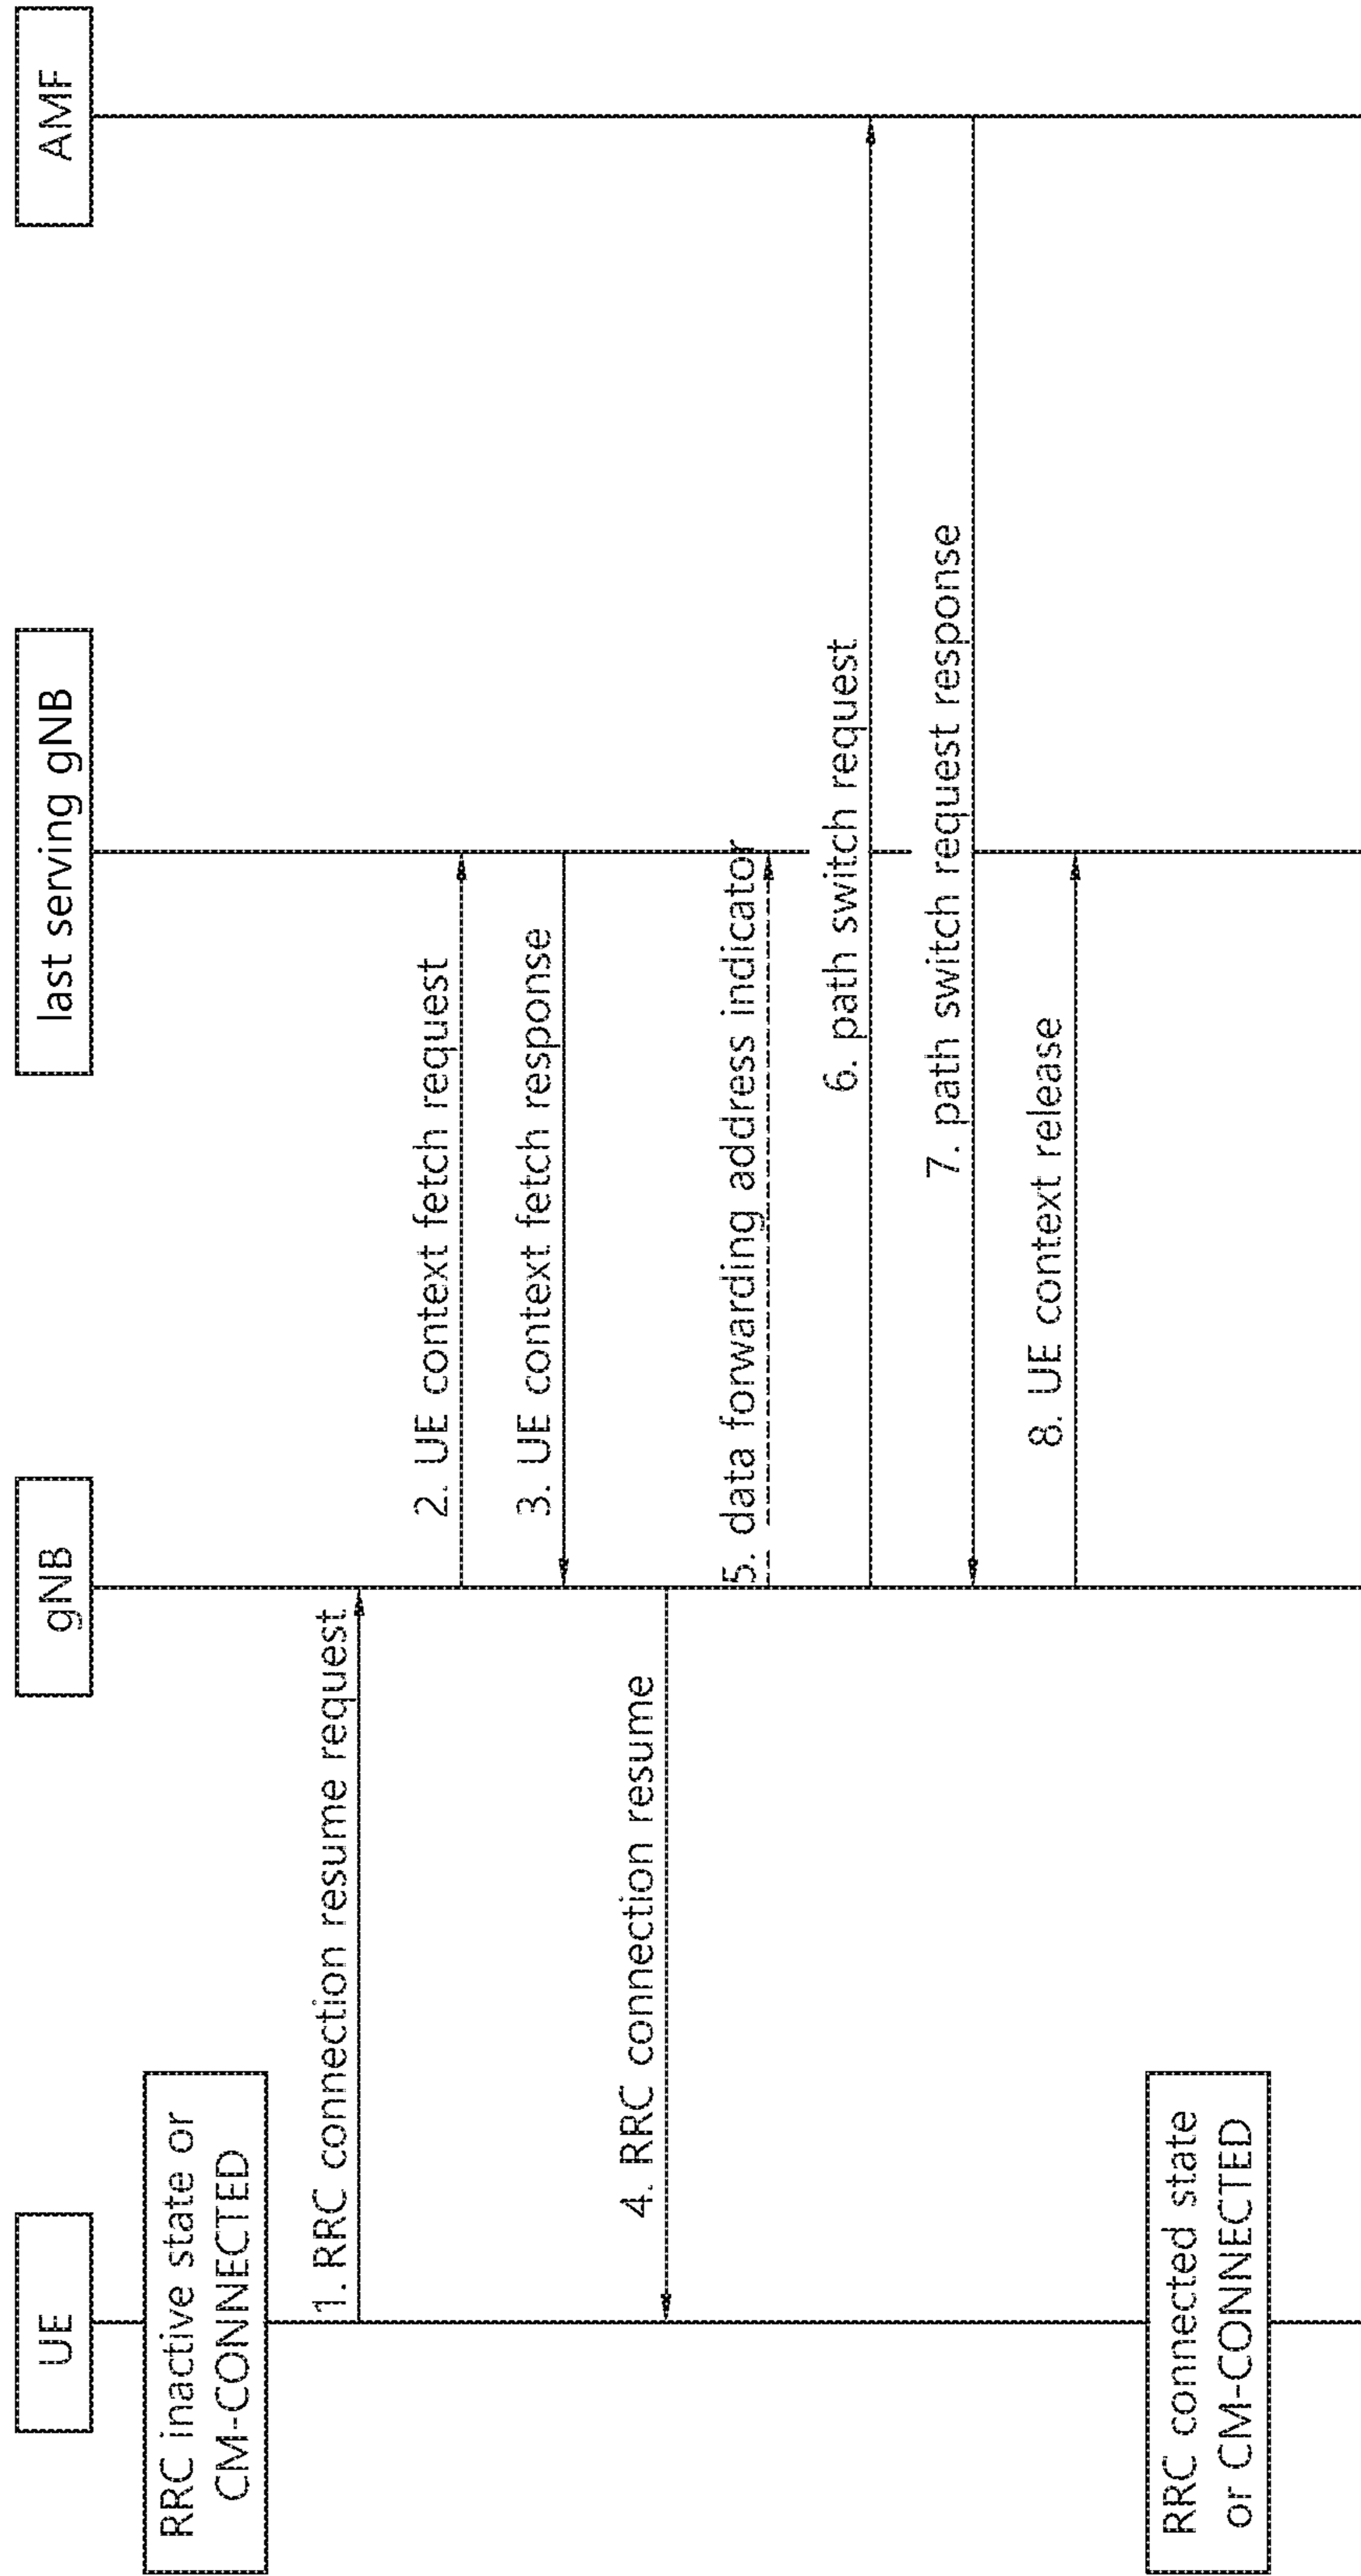 UE
gNB
last serving gNB
AMF
RRC inactive state or
CM-CONNECTED
1. RRC connection resume request
2. UE context fetch request
3. UE context fetch response
4. RRC connection resume
5. data forwarding address indicator
6. path switch request
7. path switch request response
8. UE context release
RRC connected state
or CM-CONNECTED